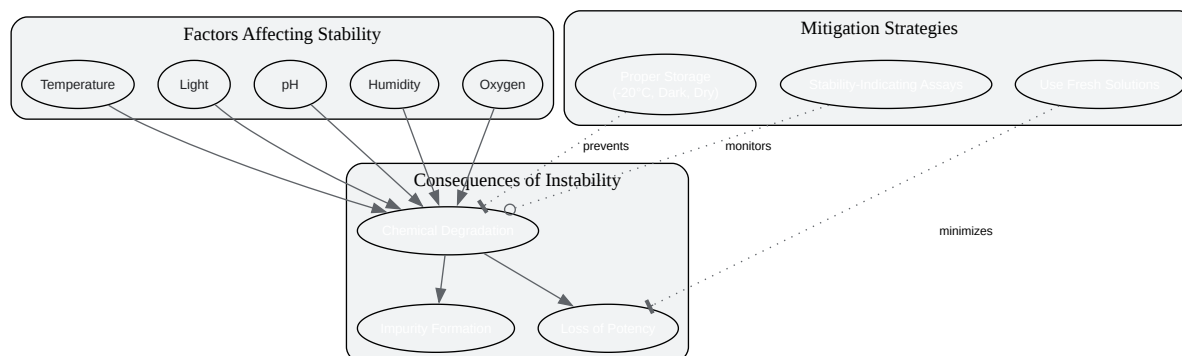 Factors Affecting Stability
Mitigation Strategies
Temperature
Light
pH
Humidity
Oxygen
Proper Storage
(-20°C, Dark, Dry)
Stability-Indicating Assays
Use Fresh Solutions
prevents
monitors
Consequences of Instability
Chemical Degradation
minimizes
Impurity Formation
Loss of Potency